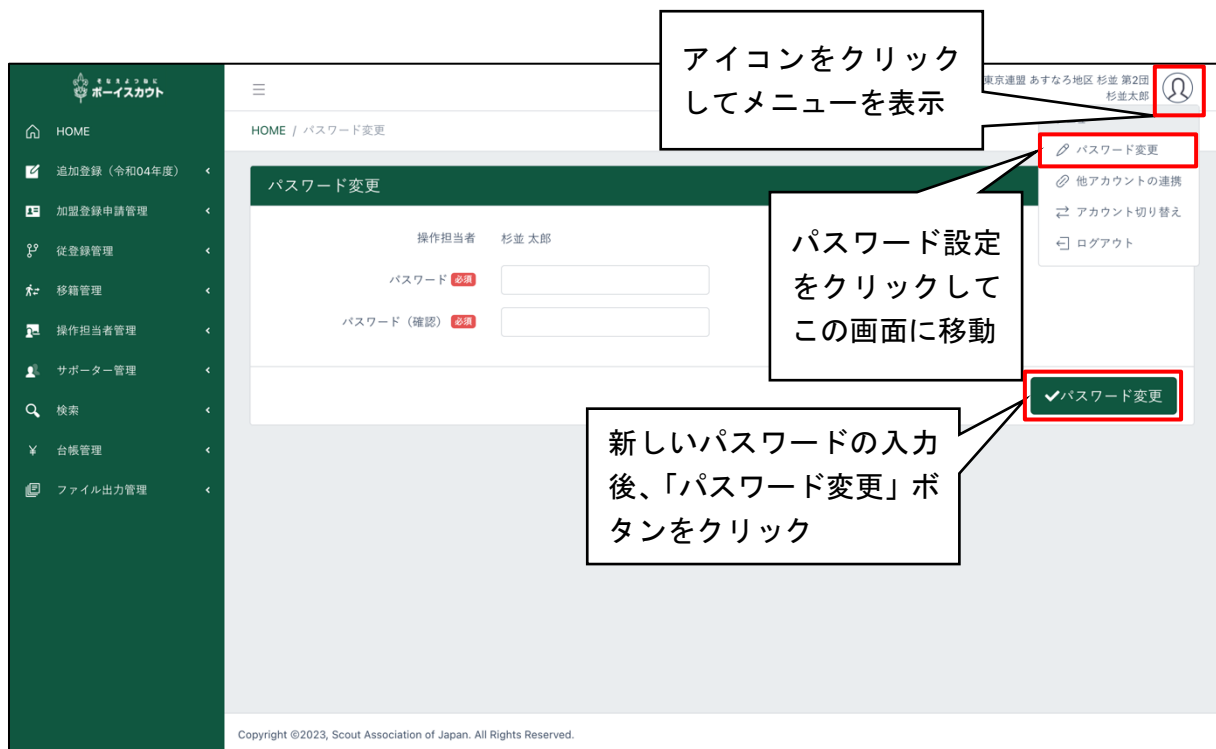 アイコンをクリック
してメニューを表示
そなえよつねに
ボーイスカウト
東京連盟 あすなろ地区 杉並 第2団
杉並太郎
HOME
HOME / パスワード変更
パスワード変更
追加登録（令和04年度）
他アカウントの連携
パスワード変更
加盟登録申請管理
アカウント切り替え
操作担当者 杉並 太郎
パスワード設定
をクリックして
この画面に移動
ログアウト
従登録管理
パスワード 必須
移籍管理
パスワード（確認） 必須
操作担当者管理
サポーター管理
パスワード変更
検索
新しいパスワードの入力
後、「パスワード変更」ボ
タンをクリック
¥ 台帳管理
ファイル出力管理
Copyright ©2023, Scout Association of Japan. All Rights Reserved.